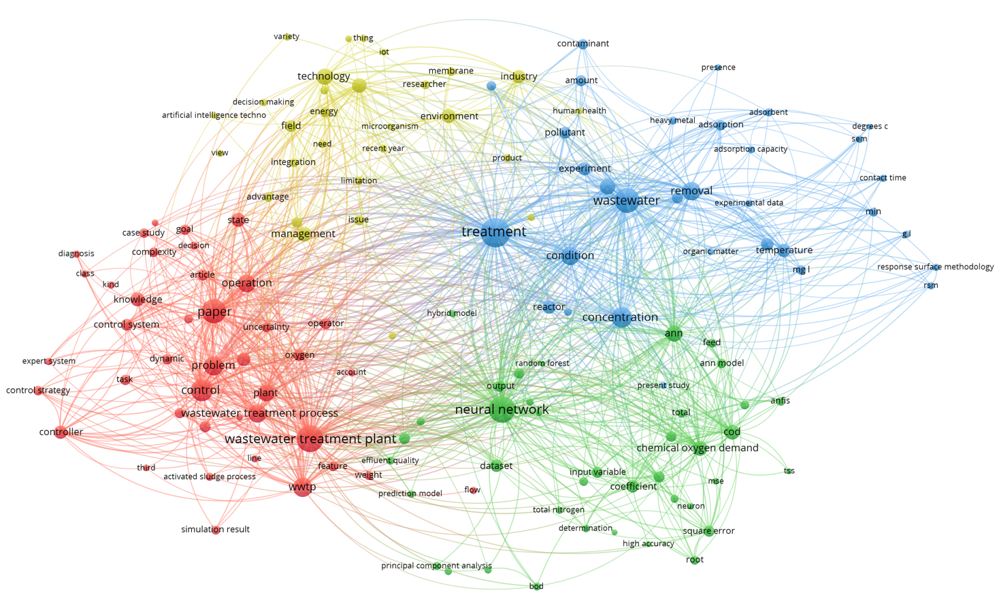 variety
thing
iot
contaminant
technology
membrane
industry
presence
researcher
amount
decision making
energy
artificial intelligence techno
environment
human health
adsorbent
field
microorganism
pollutant
heavy metal
adsorption
degrees c
need
recent year
sem
view
integration
product
experiment
adsorption capacity
limitation
contact time
advantage
wastewater
removal
experimental data
min
state
issue
goal
case study
management
treatment
g l
decision
complexity
diagnosis
condition
organic matter
temperature
class
article
mg l
response surface methodology
kind
operation
rsm
knowledge
reactor
paper
hybrid model
concentration
control system
uncertainty
operator
ann
feed
expert system
dynamic
oxygen
problem
random forest
ann model
account
task
control strategy
control
plant
output
present study
anfis
wastewater treatment process
neural network
total
controller
wastewater treatment plant
cod
chemical oxygen demand
line
effluent quality
third
feature
dataset
input variable
tss
activated sludge process
weight
mse
wwtp
flow
prediction model
coefficient
neuron
total nitrogen
simulation result
determination
square error
high accuracy
root
principal component analysis
bod